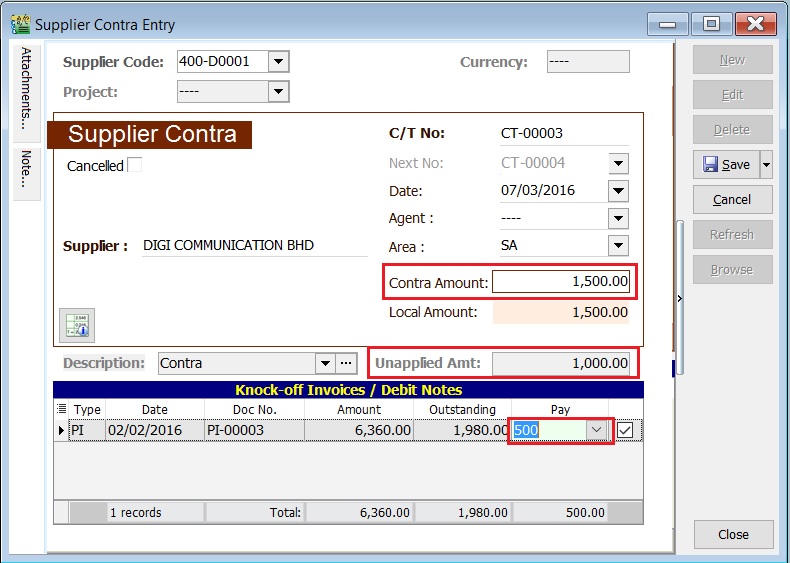 Supplier Contra Entry
Attachments...
Note...
Supplier Code: 400-D0001 Currency: ----
Project: ----
Supplier Contra
Cancelled
C/T No: CT-00003
Next No: CT-00004
Date: 07/03/2016
Agent : ----
Supplier : DIGI COMMUNICATION BHD
Area : SA
Contra Amount: 1,500.00
Local Amount: 1,500.00
Description: Contra ... Unapplied Amt: 1,000.00
Knock-off Invoices / Debit Notes
Type Date Doc No. Amount Outstanding Pay
PI 02/02/2016 PI-00003 6,360.00 1,980.00 500
1 records Total: 6,360.00 1,980.00 500.00
New
Edit
Delete
Save
Cancel
Refresh
Browse
Close